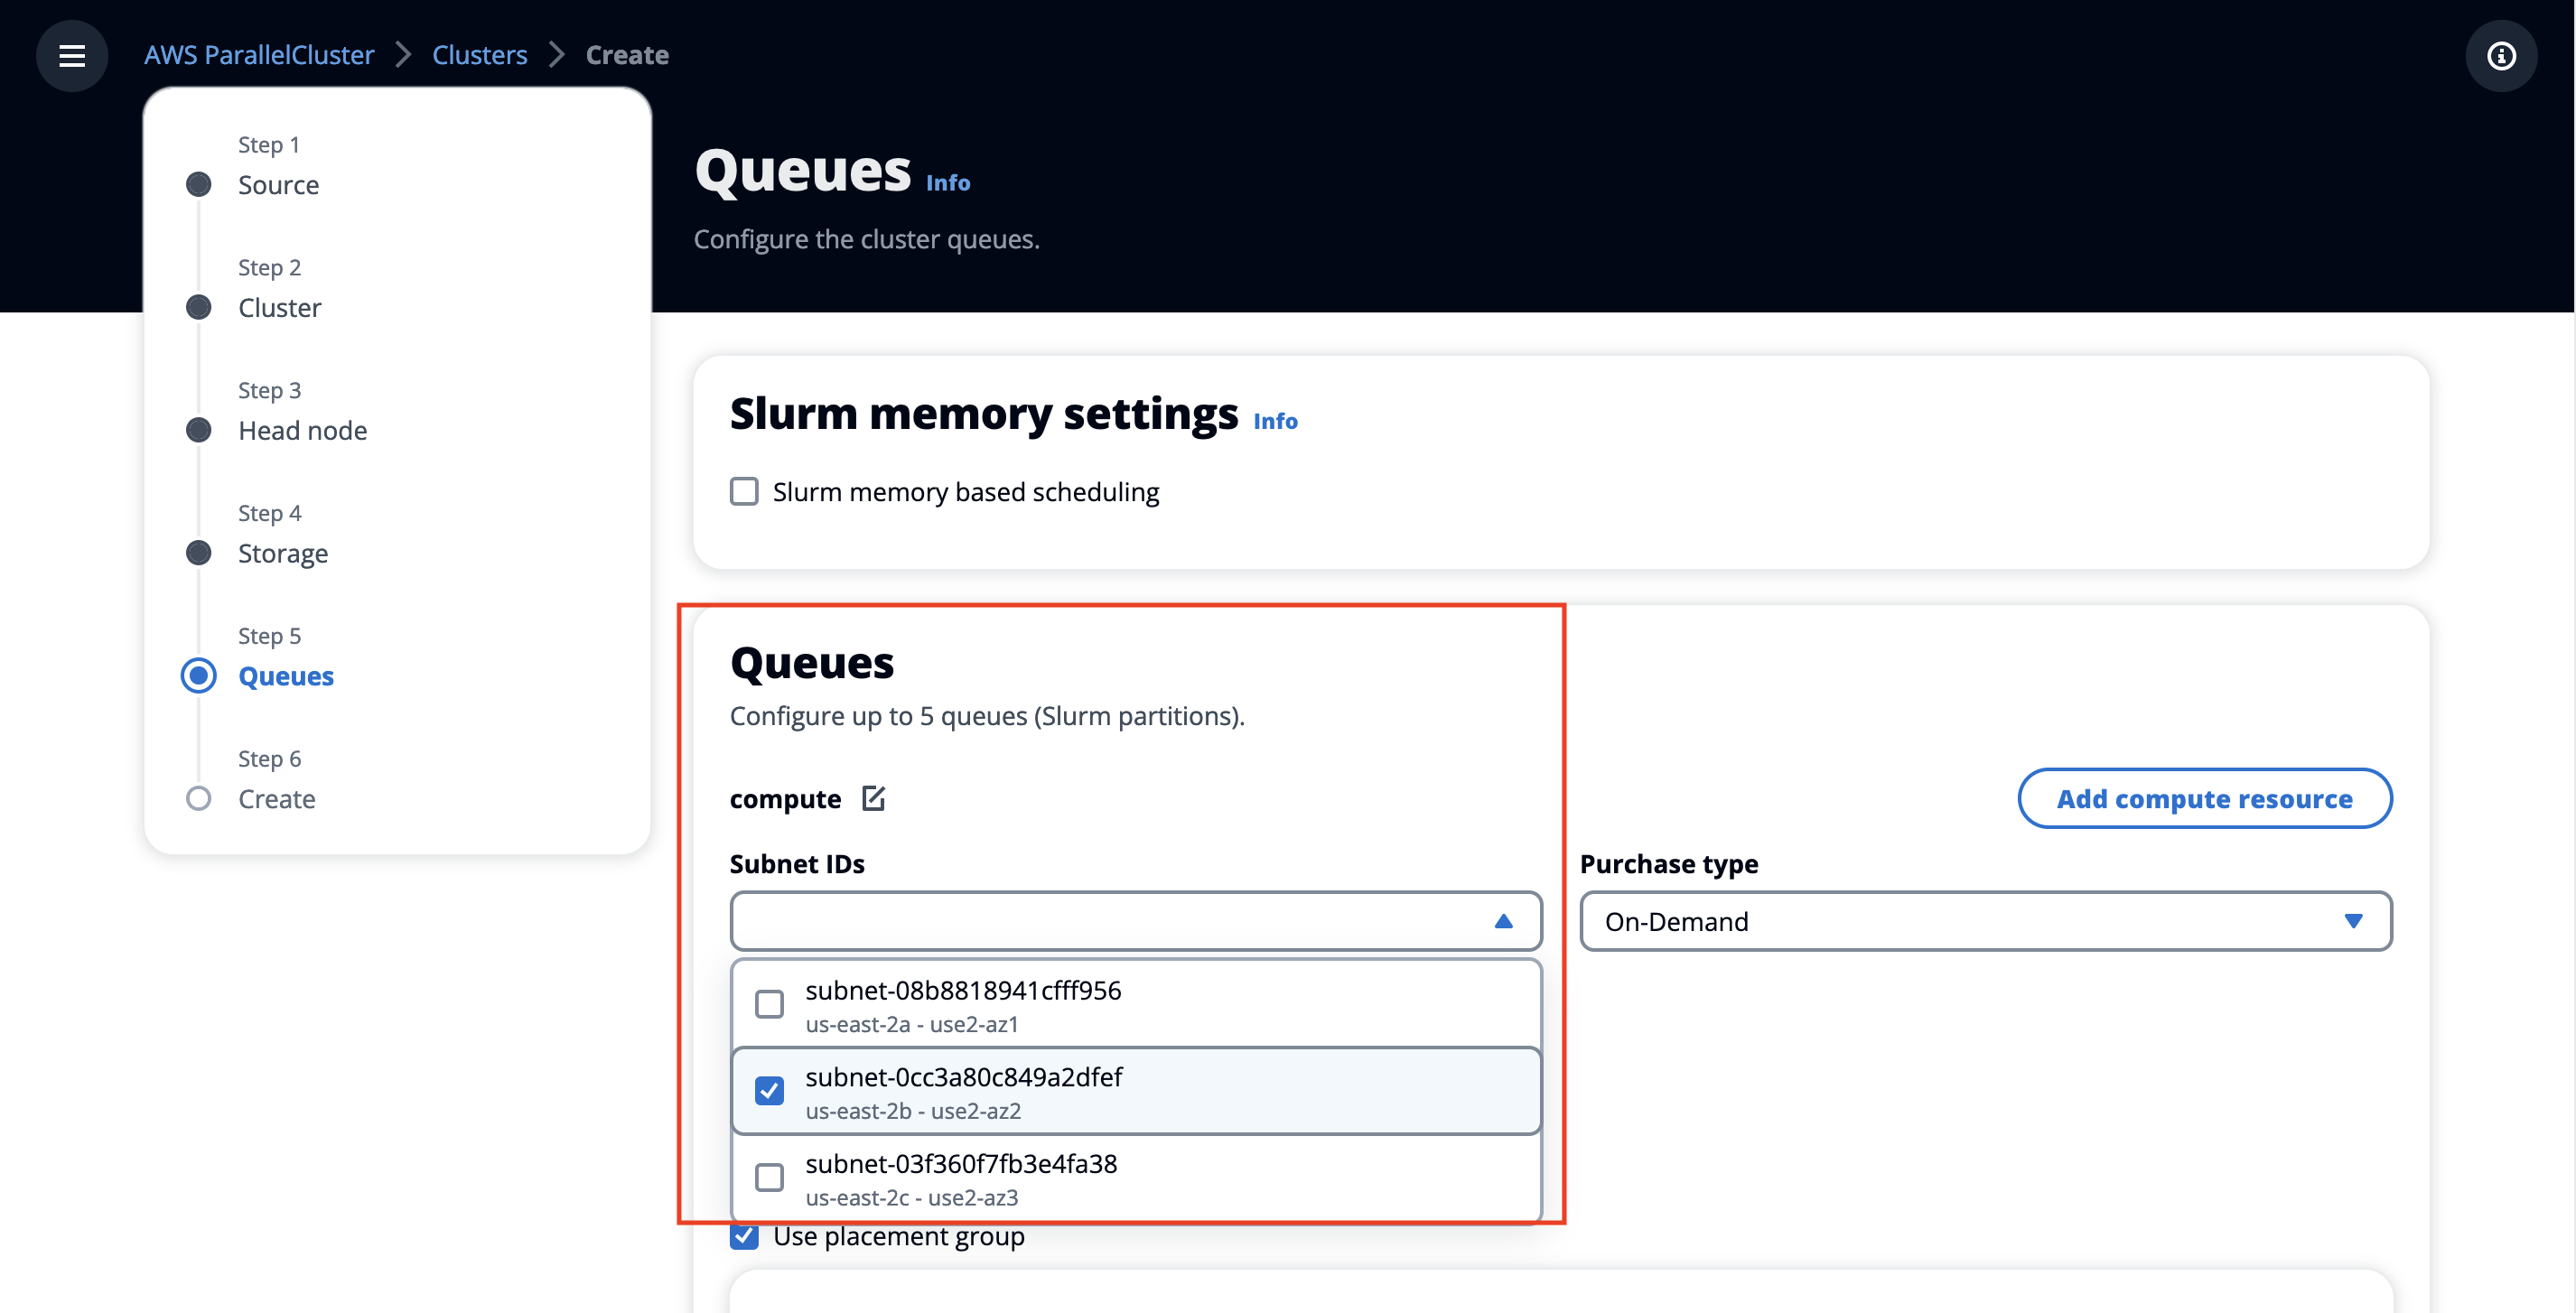 AWS ParallelCluster > Clusters > Create
Step 1
Source
Step 2
Cluster
Step 3
Head node
Step 4
Storage
Step 5
Queues
Step 6
Create
Queues Info
Configure the cluster queues.
Slurm memory settings Info
Slurm memory based scheduling
Queues
Configure up to 5 queues (Slurm partitions).
compute
Add compute resource
Subnet IDs
Purchase type
On-Demand
subnet-08b8818941cfff956
us-east-2a - use2-az1
subnet-0cc3a80c849a2dfef
us-east-2b - use2-az2
subnet-03f360f7fb3e4fa38
us-east-2c - use2-az3
Use placement group